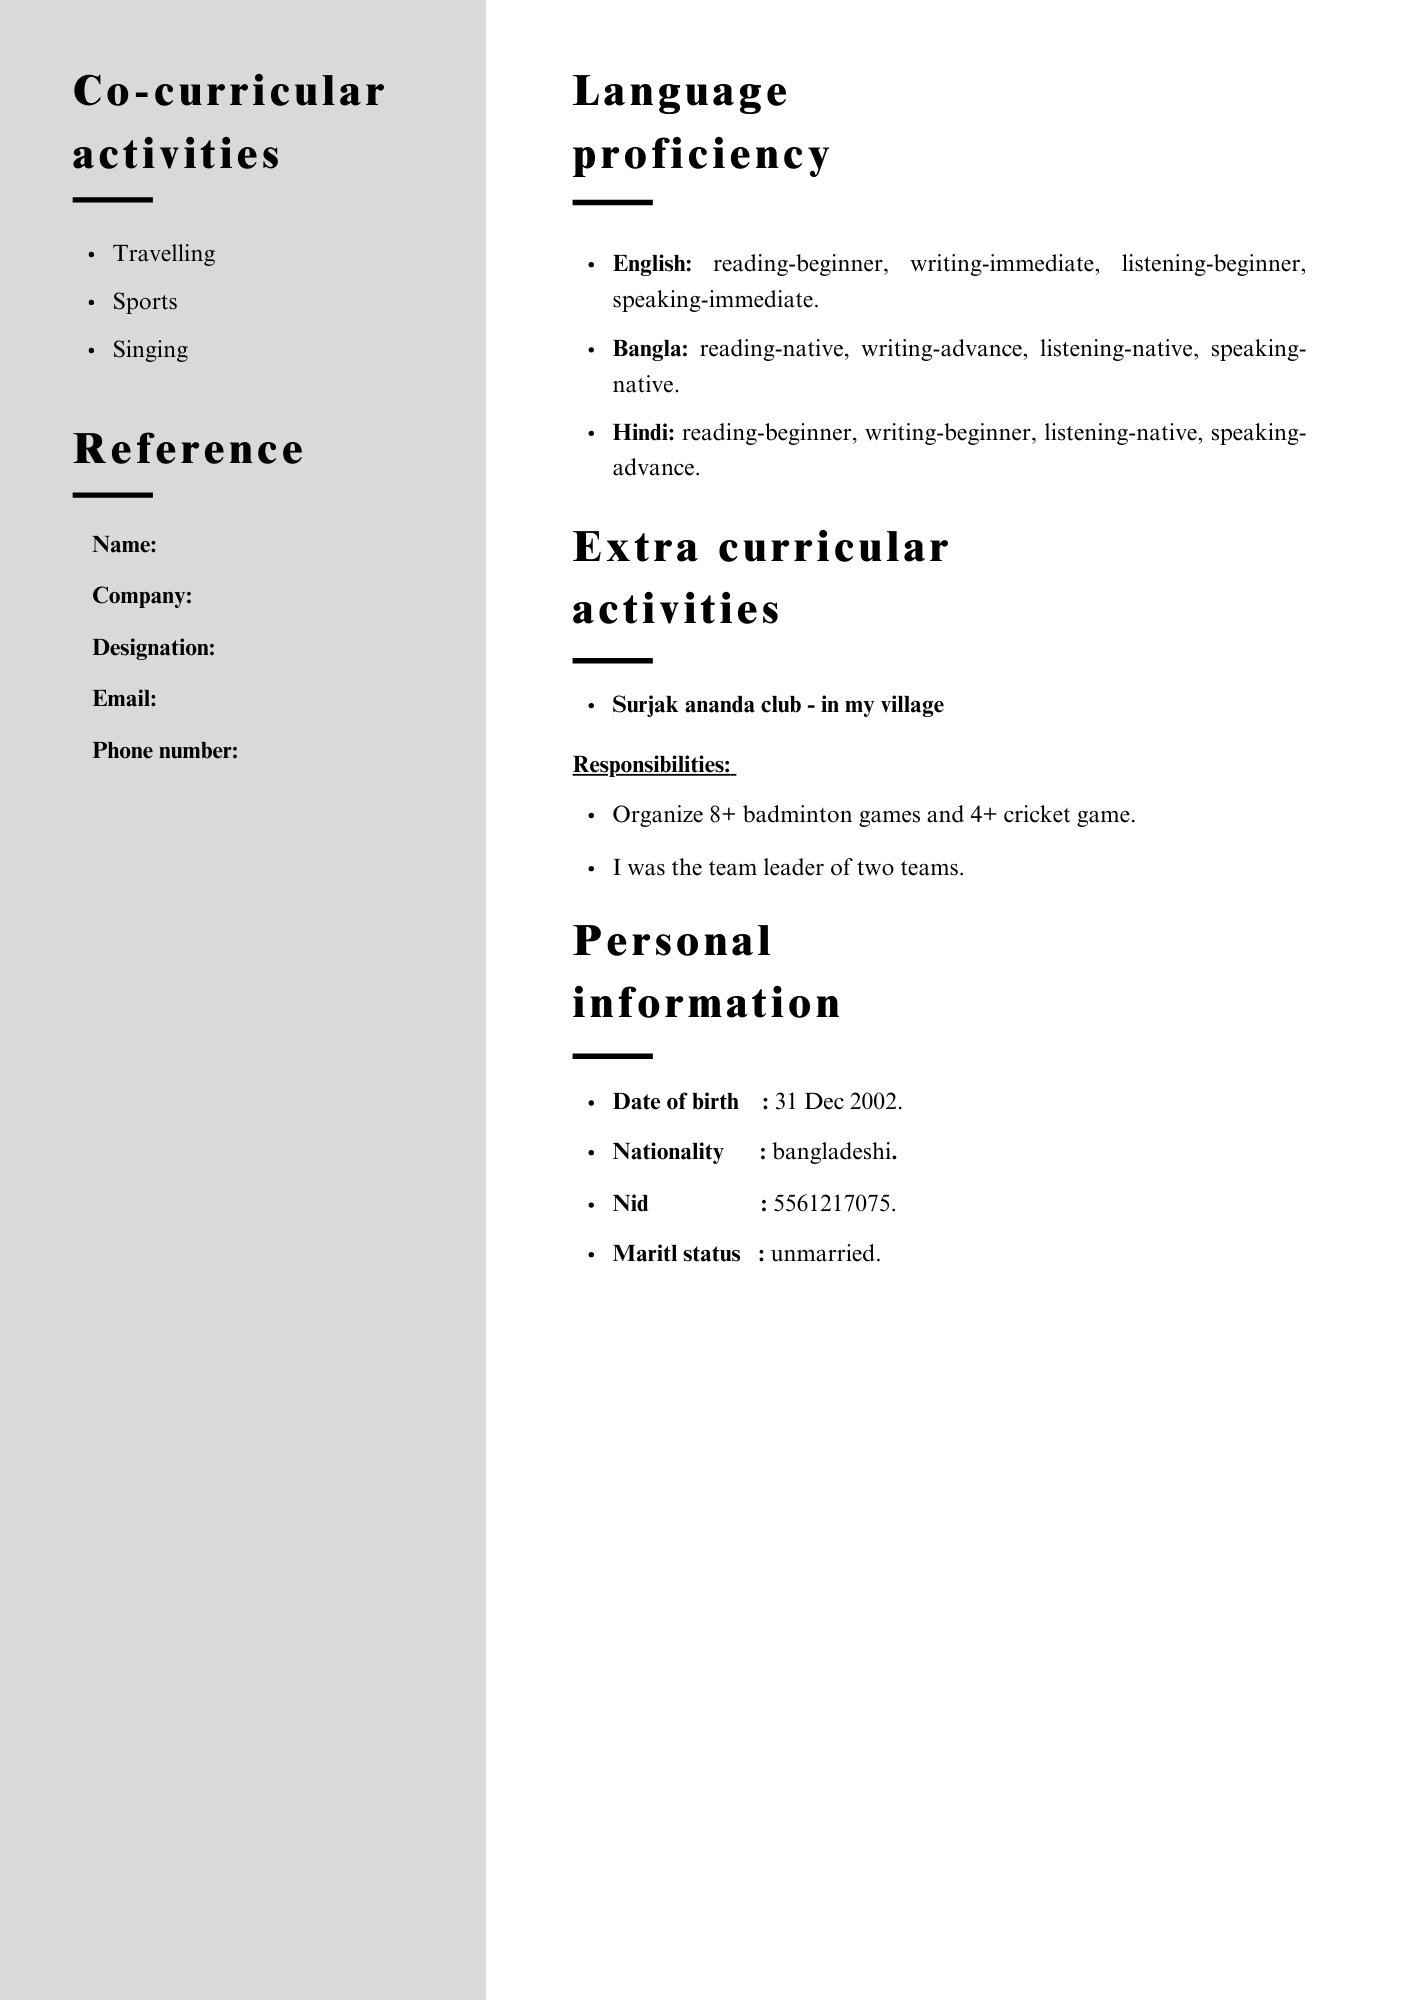 Co-curricular
activities
• Travelling
• Sports
• Singing
Reference
Name:
Company:
Designation:
Email:
Phone number:
Language
proficiency
• English: reading-beginner, writing-immediate, listening-beginner,
speaking-immediate.
• Bangla: reading-native, writing-advance, listening-native, speaking-
native.
• Hindi: reading-beginner, writing-beginner, listening-native, speaking-
advance.
Extra curricular
activities
• Surjak ananda club - in my village
Responsibilities:
• Organize 8+ badminton games and 4+ cricket game.
• I was the team leader of two teams.
Personal
information
• Date of birth : 31 Dec 2002.
• Nationality : bangladeshi.
• Nid : 5561217075.
• Maritl status : unmarried.